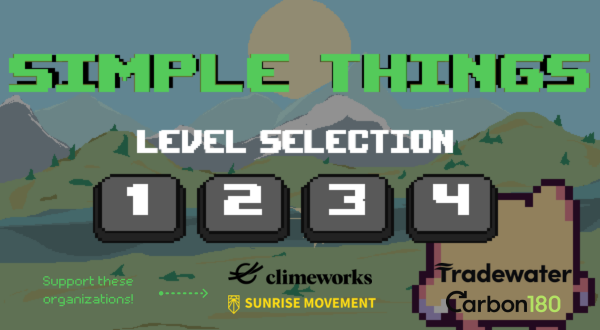 SIMPLE THINGS
LEVEL SELECTION
1 2 3 4
Support these
organizations!
climeworks
SUNRISE MOVEMENT
Tradewater
Carbon180